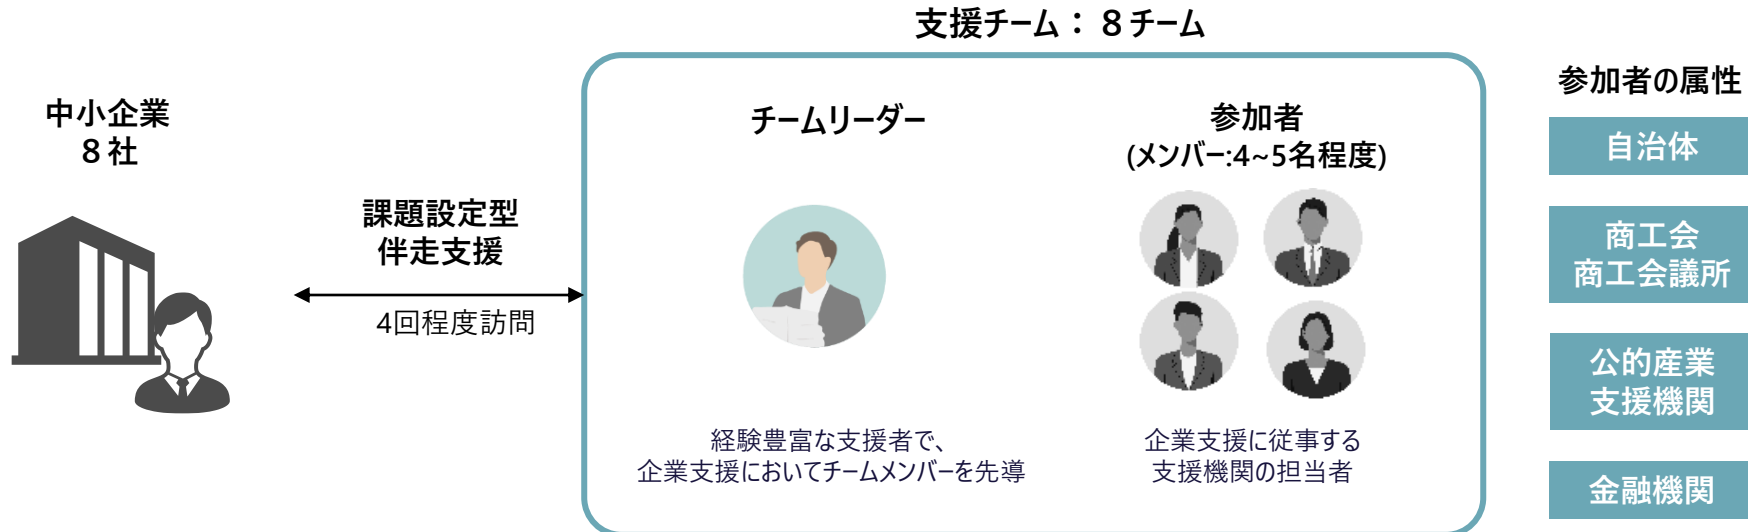 支援チーム：８チーム
中小企業
８社
課題設定型
伴走支援
4回程度訪問
チームリーダー
経験豊富な支援者で、
企業支援においてチームメンバーを先導
参加者
(メンバー:4~5名程度)
企業支援に従事する
支援機関の担当者
参加者の属性
自治体
商工会
商工会議所
公的産業
支援機関
金融機関